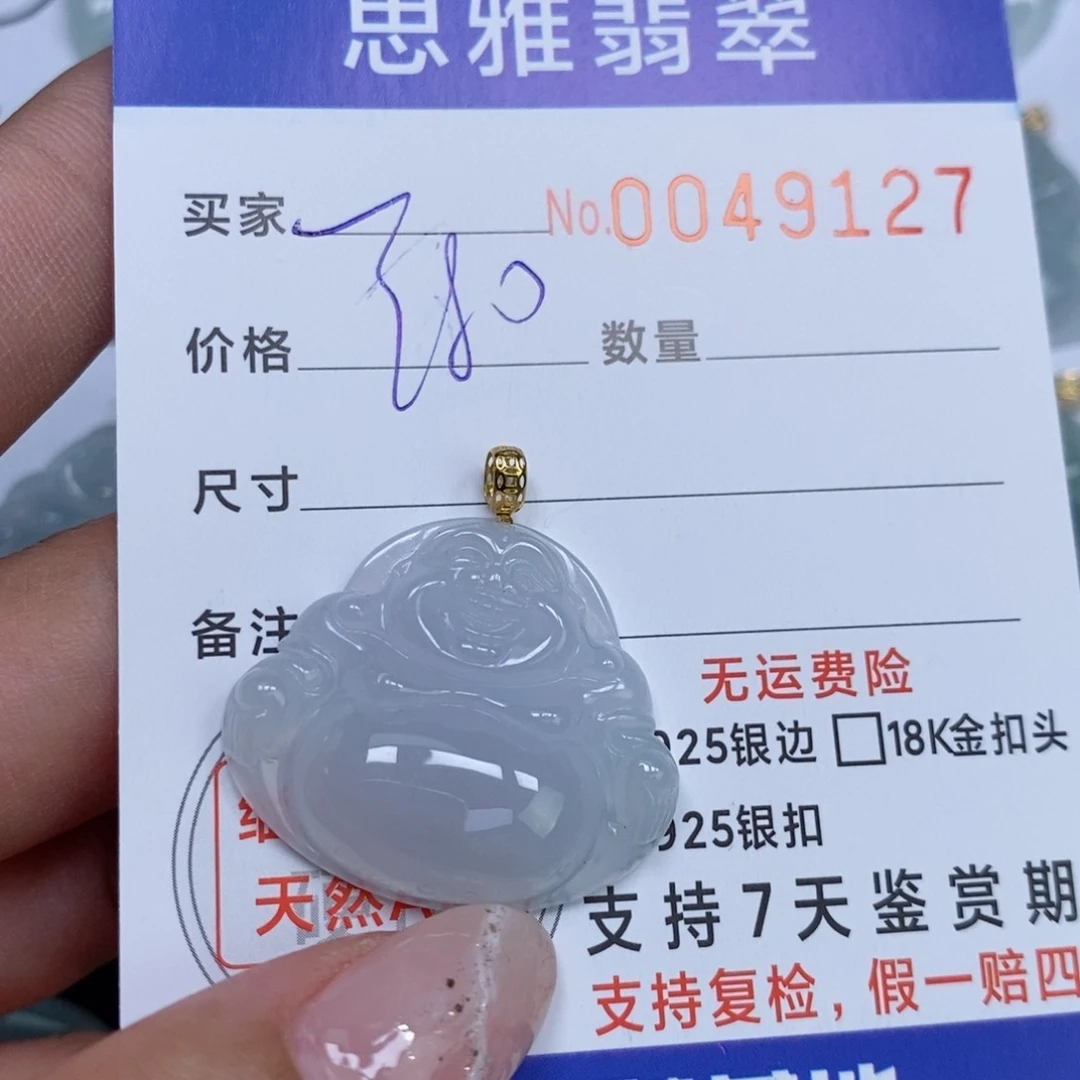 思雅翡翠
买家 No.0049127
价格 数量
尺寸
备注
无运费险
925银边 □18K金扣头
925银扣
天然A
支持7天鉴赏期
支持复检，假一赔四